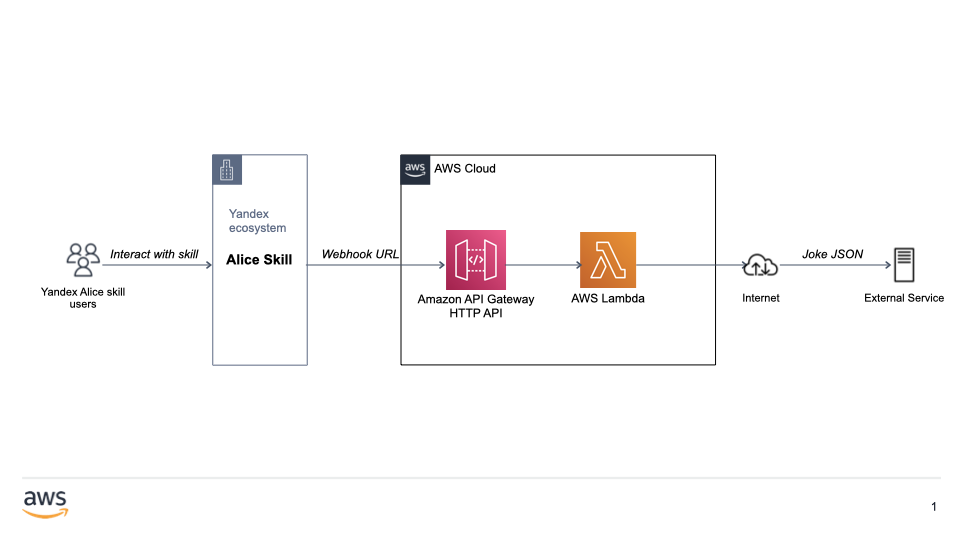 aws
AWS Cloud
Yandex
ecosystem
Interact with skill
Alice Skill
Webhook URL
Joke JSON
Yandex Alice skill
users
Amazon API Gateway
HTTP API
AWS Lambda
Internet
External Service
aws
1